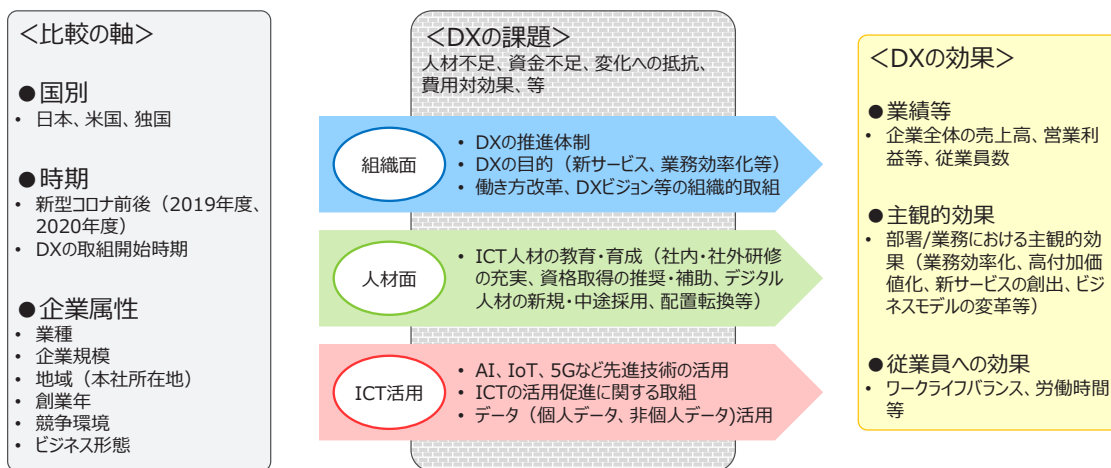 <比較の軸>
●国別
• 日本、米国、独国
●時期
• 新型コロナ前後（2019年度、
2020年度）
• DXの取組開始時期
●企業属性
• 業種
• 企業規模
• 地域（本社所在地）
• 創業年
• 競争環境
• ビジネス形態
<DXの課題>
人材不足、資金不足、変化への抵抗、
費用対効果、等
組織面
• DXの推進体制
• DXの目的（新サービス、業務効率化等）
• 働き方改革、DXビジョン等の組織的取組
人材面
• ICT人材の教育・育成（社内・社外研修
の充実、資格取得の推奨・補助、デジタル
人材の新規・中途採用、配置転換等）
ICT活用
• AI、IoT、5Gなど先進技術の活用
• ICTの活用促進に関する取組
• データ（個人データ、非個人データ)活用
<DXの効果>
●業績等
• 企業全体の売上高、営業利
益等、従業員数
●主観的効果
• 部署/業務における主観的効
果（業務効率化、高付加価
値化、新サービスの創出、ビジ
ネスモデルの変革等）
●従業員への効果
• ワークライフバランス、労働時間
等